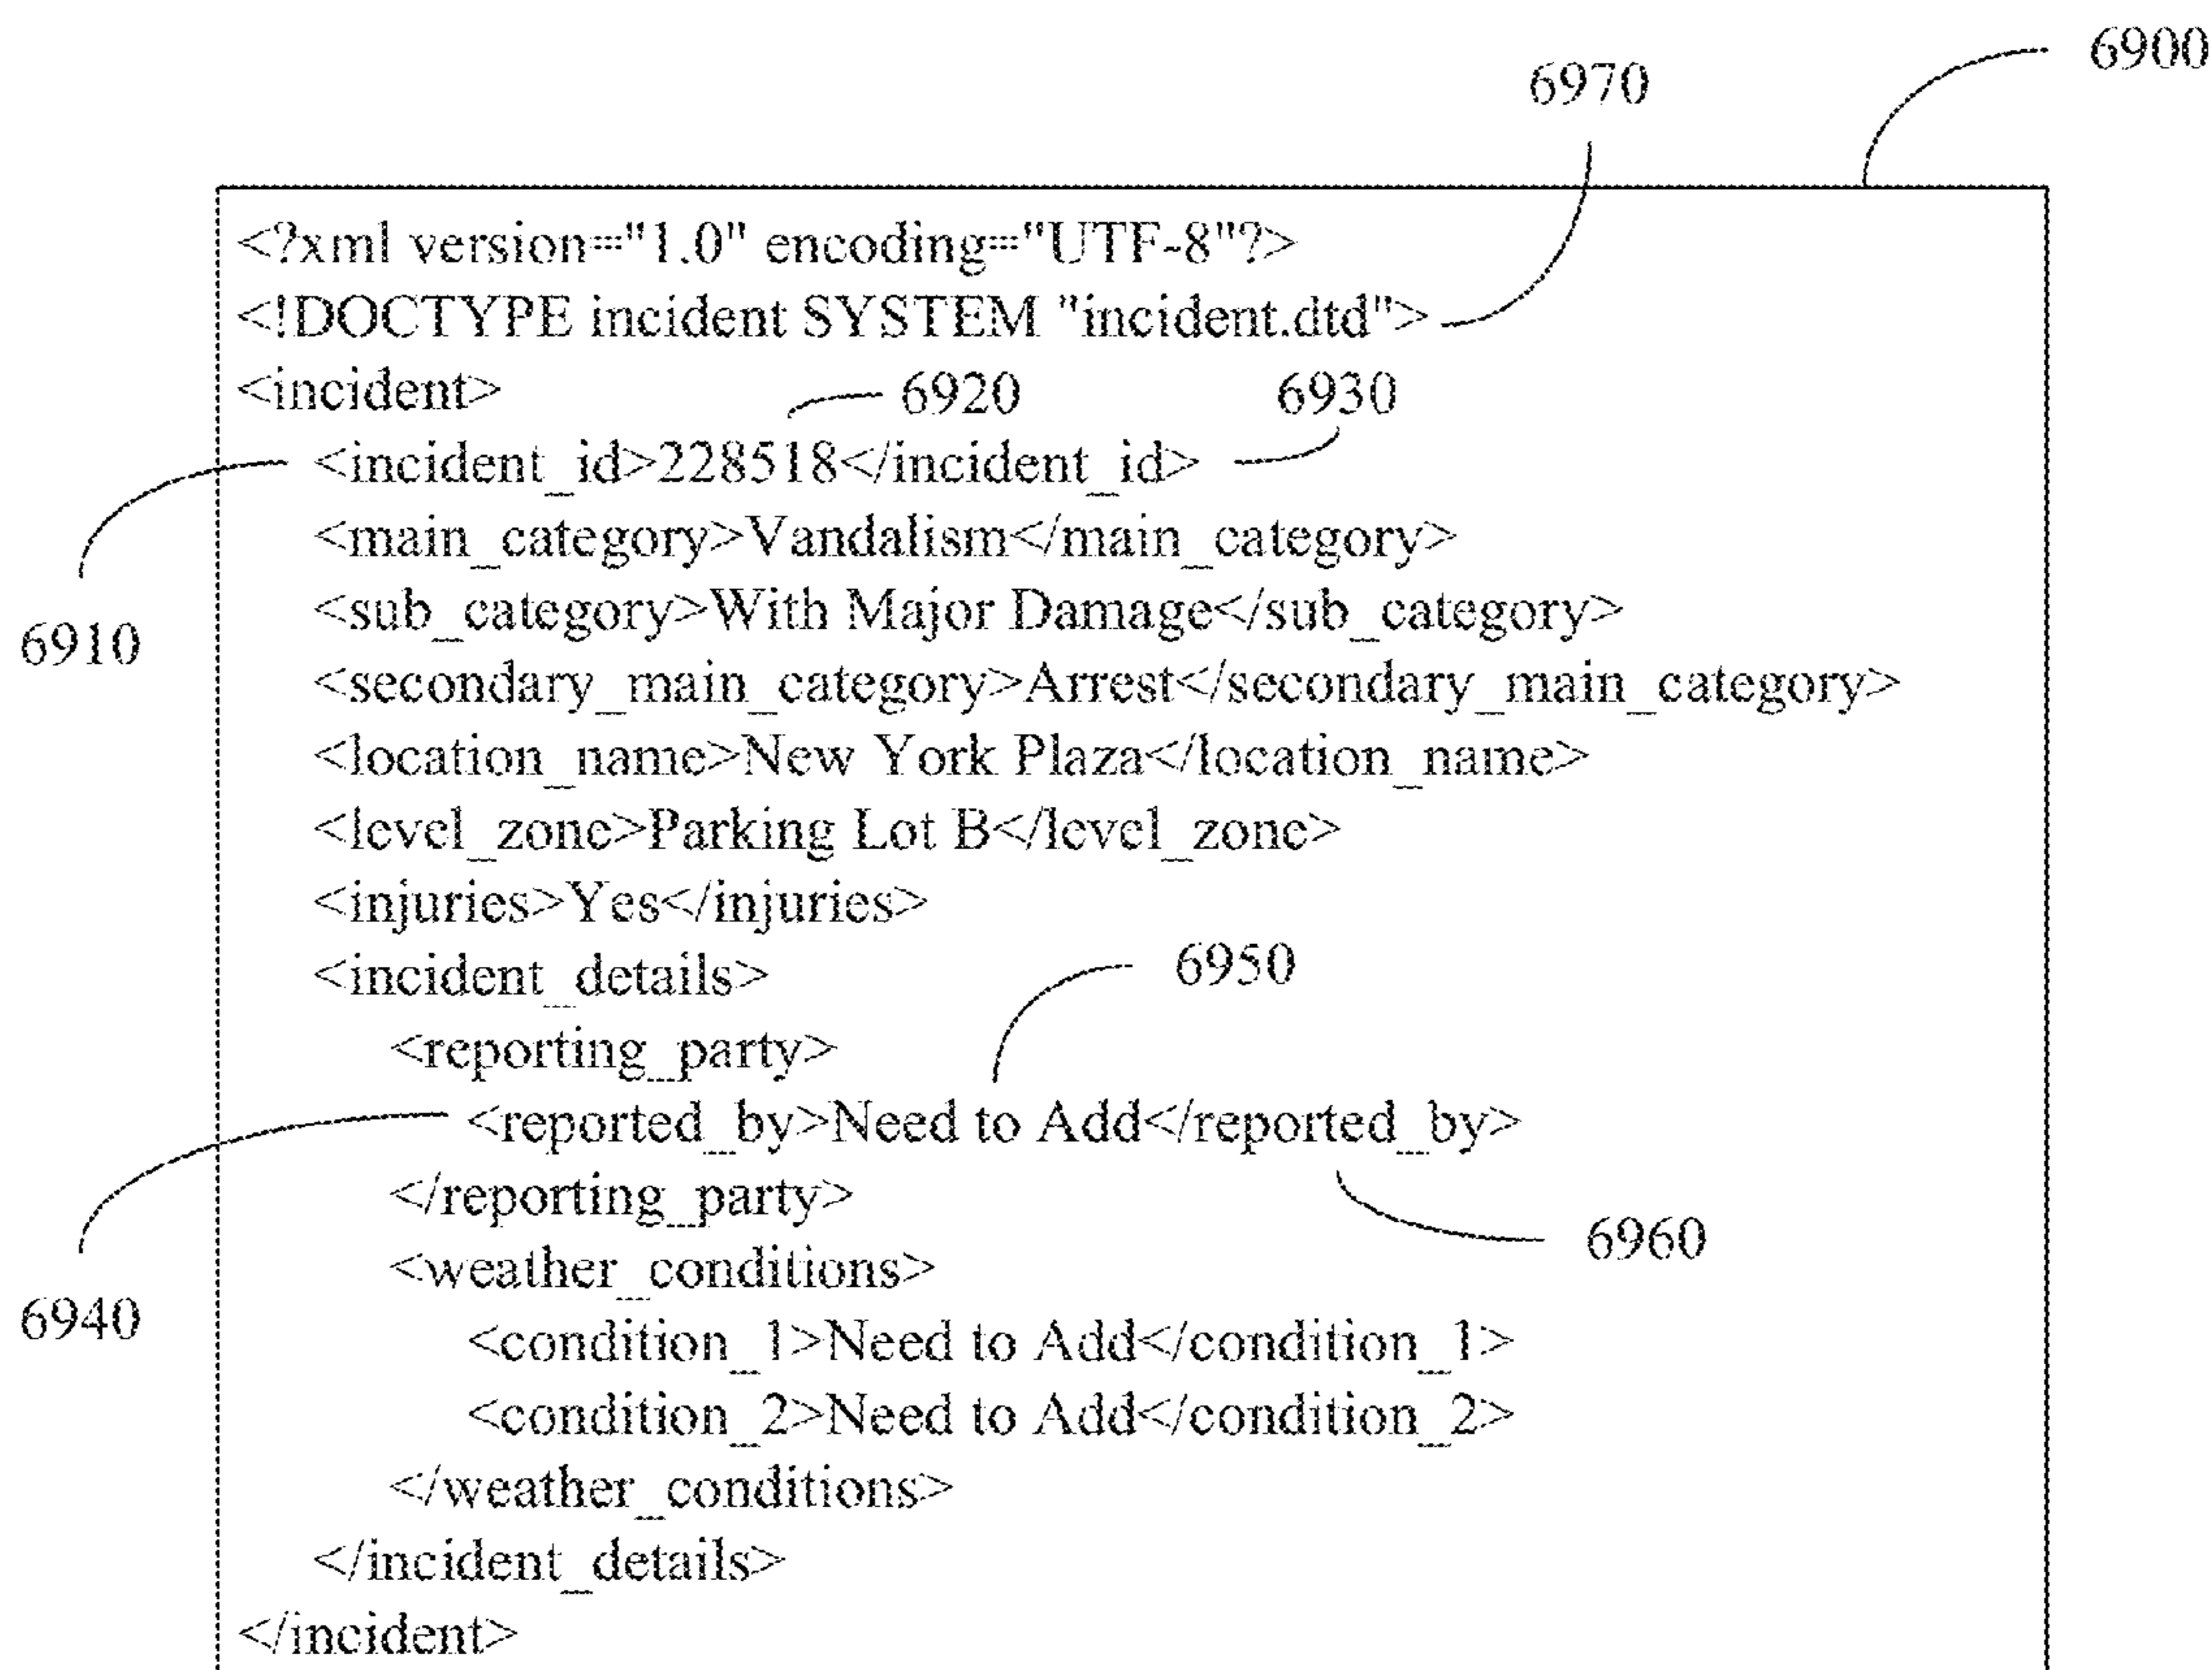 6900
6970
<?xml version="1.0" encoding="UTF-8"?>
<!DOCTYPE incident SYSTEM "incident.dtd">
<incident>
6920
6930
<incident_id>228518</incident_id>
<main_category>Vandalism</main_category>
<sub_category>With Major Damage</sub_category>
6910
<secondary_main_category>Arrest</secondary_main_category>
<location_name>New York Plaza</location_name>
<level_zone>Parking Lot B</level_zone>
<injuries>Yes</injuries>
<incident_details>
6950
<reporting_party>
<reported_by>Need to Add</reported_by>
</reporting_party>
6960
<weather_conditions>
6940
<condition_1>Need to Add</condition_1>
<condition_2>Need to Add</condition_2>
</weather_conditions>
</incident_details>
</incident>